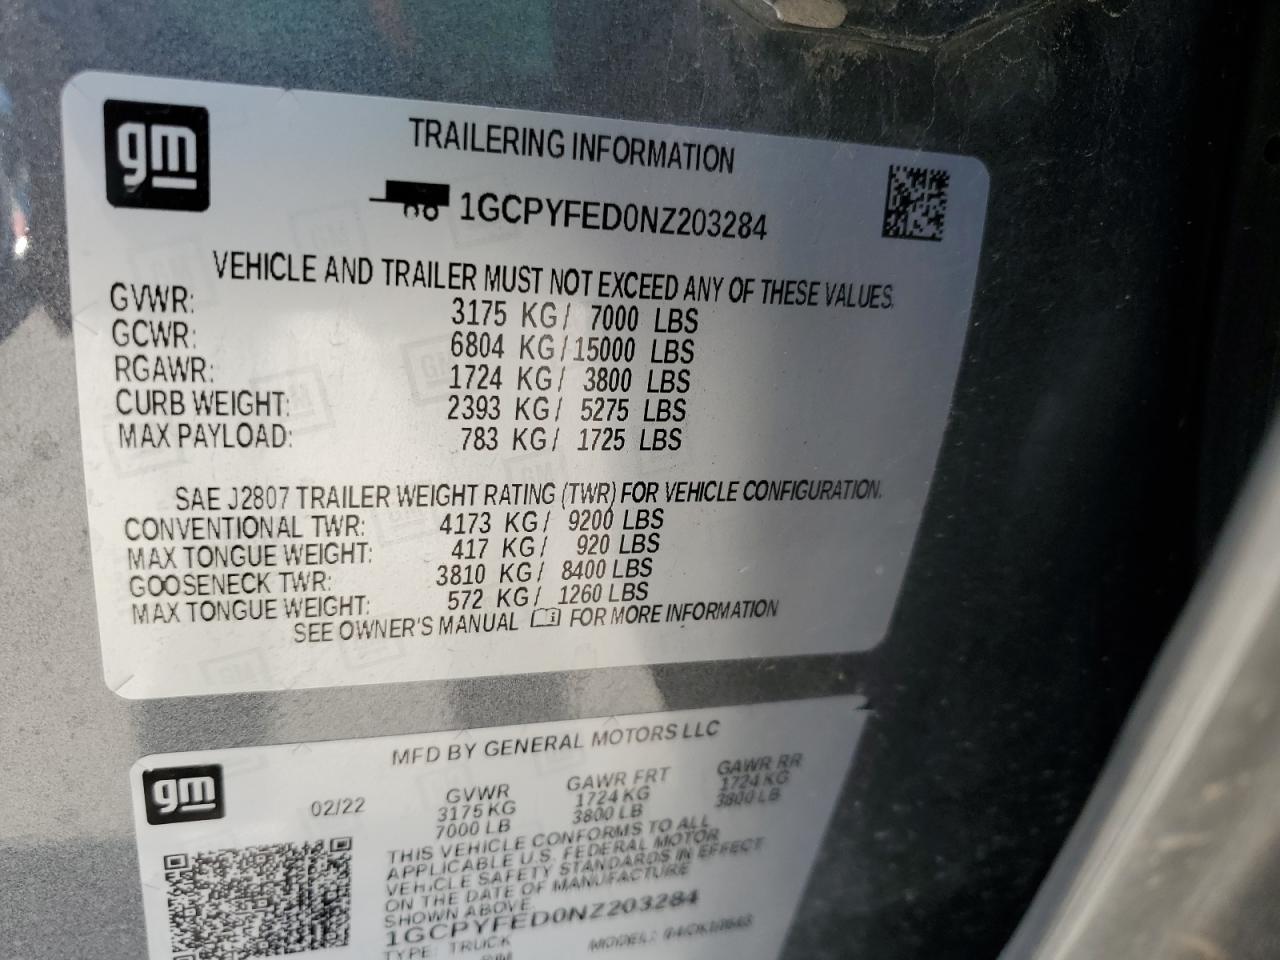 gm
TRAILERING INFORMATION
1GCPYFED0NZ203284
VEHICLE AND TRAILER MUST NOT EXCEED ANY OF THESE VALUES.
GVWR: 3175 KG/ 7000 LBS
GCWR: 6804 KG/15000 LBS
RGAWR: 1724 KG/ 3800 LBS
CURB WEIGHT: 2393 KG/ 5275 LBS
MAX PAYLOAD: 783 KG/ 1725 LBS
SAE J2807 TRAILER WEIGHT RATING (TWR) FOR VEHICLE CONFIGURATION.
CONVENTIONAL TWR: 4173 KG/ 9200 LBS
MAX TONGUE WEIGHT: 417 KG/ 920 LBS
GOOSENECK TWR: 3810 KG/ 8400 LBS
MAX TONGUE WEIGHT: 572 KG/ 1260 LBS
SEE OWNER'S MANUAL FOR MORE INFORMATION
gm
MFD BY GENERAL MOTORS LLC
02/22 GVWR GAWR FRT GAWR RR
3175 KG 1724 KG 1724 KG
7000 LB 3800 LB 3800 LB
THIS VEHICLE CONFORMS TO ALL
APPLICABLE U.S. FEDERAL MOTOR
VEHICLE SAFETY STANDARDS IN EFFECT
ON THE DATE OF MANUFACTURE
SHOWN ABOVE.
1GCPYFED0NZ203284
TYPE: TRUCK MODEL: